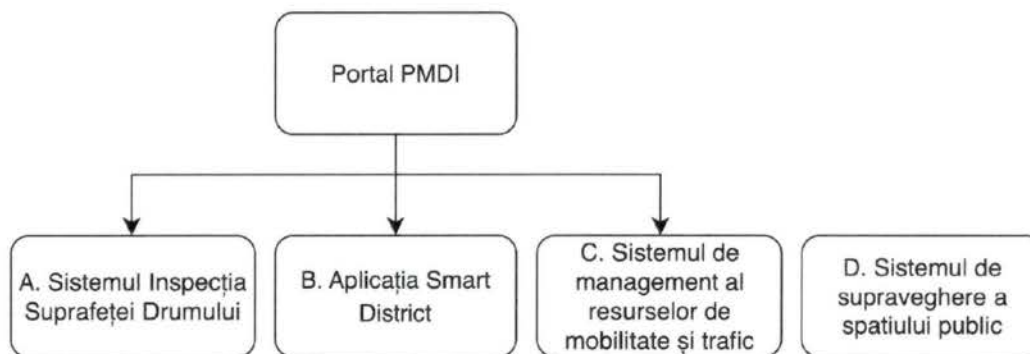 Portal PMDI
A. Sistemul Inspecția
Suprafeței Drumului
B. Aplicația Smart
District
C. Sistemul de
management al
resurselor de
mobilitate și trafic
D. Sistemul de
supraveghere a
spatiului public